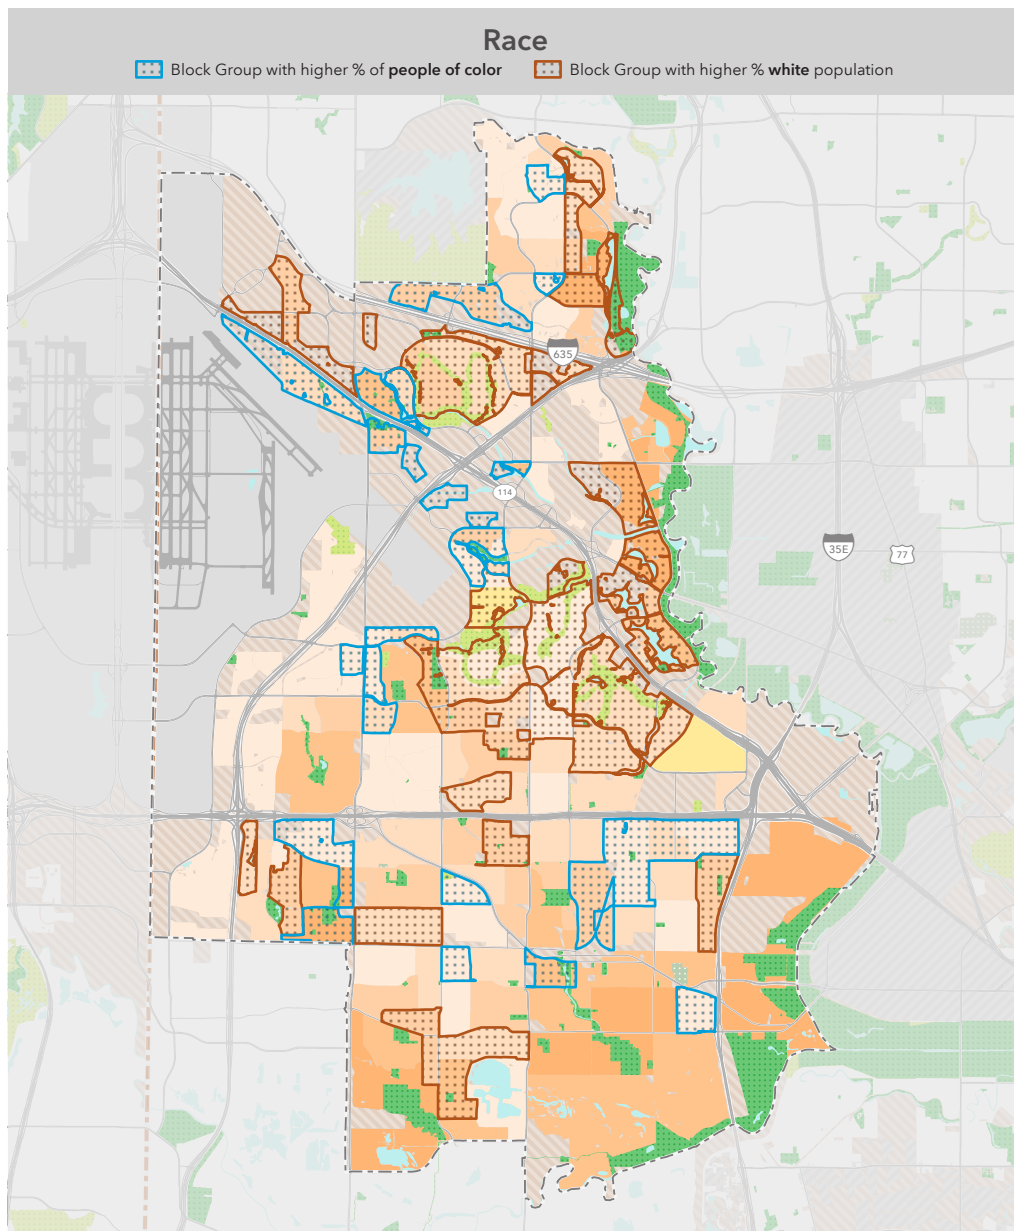 Race
Block Group with higher % of people of color
Block Group with higher % white population
635
114
35E
77